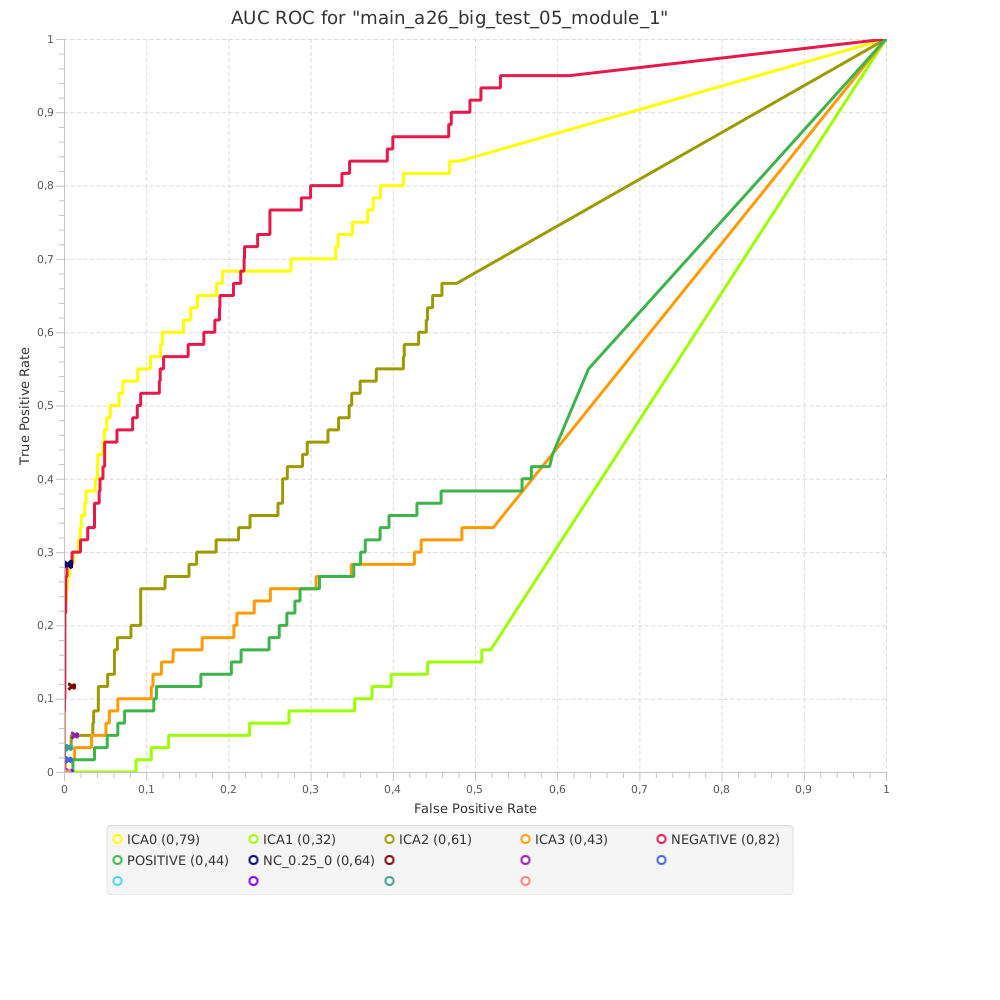 AUC ROC for "main_a26_big_test_05_module_1"
1
0,9
0,8
0,7
0,6
0,5
0,4
0,3
0,2
0,1
0
True Positive Rate
0 0,1 0,2 0,3 0,4 0,5 0,6 0,7 0,8 0,9 1
False Positive Rate
ICA0 (0,79) ICA1 (0,32) ICA2 (0,61) ICA3 (0,43) NEGATIVE (0,82)
POSITIVE (0,44) NC_0.25_0 (0,64)